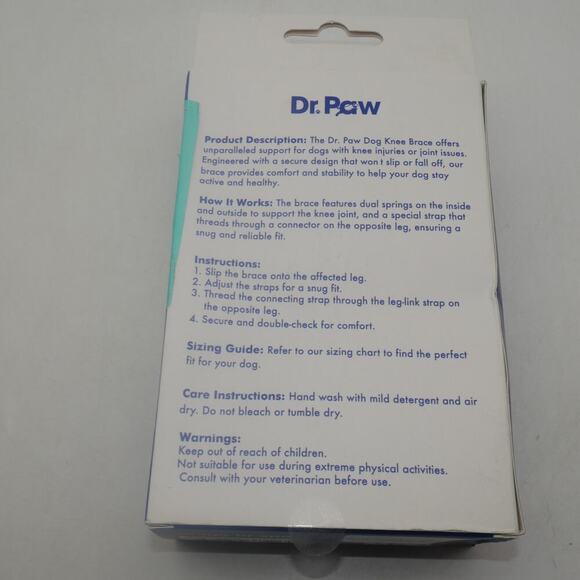 Dr. Paw
Product Description: The Dr. Paw Dog Knee Brace offers
unparalleled support for dogs with knee injuries or joint issues.
Engineered with a secure design that won t slip or fall off, our
brace provides comfort and stability to help your dog stay
active and healthy.
How It Works: The brace features dual springs on the inside
and outside to support the knee joint, and a special strap that
threads through a connector on the opposite leg, ensuring a
snug and reliable fit.
Instructions:
1. Slip the brace onto the affected leg.
2. Adjust the straps for a snug fit.
3. Thread the connecting strap through the leg-link strap on
the opposite leg.
4. Secure and double-check for comfort.
Sizing Guide: Refer to our sizing chart to find the perfect
fit for your dog.
Care Instructions: Hand wash with mild detergent and air
dry. Do not bleach or tumble dry.
Warnings:
Keep out of reach of children.
Not suitable for use during extreme physical activities.
Consult with your veterinarian before use.